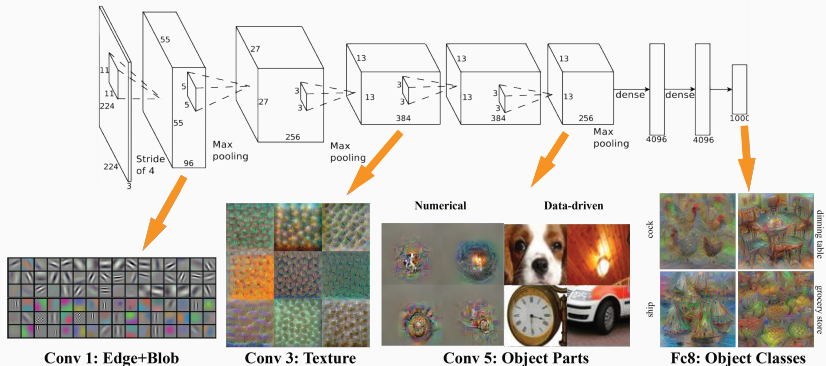 55
27
13
13
13
11
11
224
5
5
55
27
3
3
13
3
3
13
3
3
13
dense
dense
224
3
Stride
of 4
96
Max
pooling
256
Max
pooling
384
384
256
Max
pooling
4096
4096
1000
Numerical
Data-driven
cock
dinning table
ship
grocery store
Conv 1: Edge+Blob
Conv 3: Texture
Conv 5: Object Parts
Fc8: Object Classes